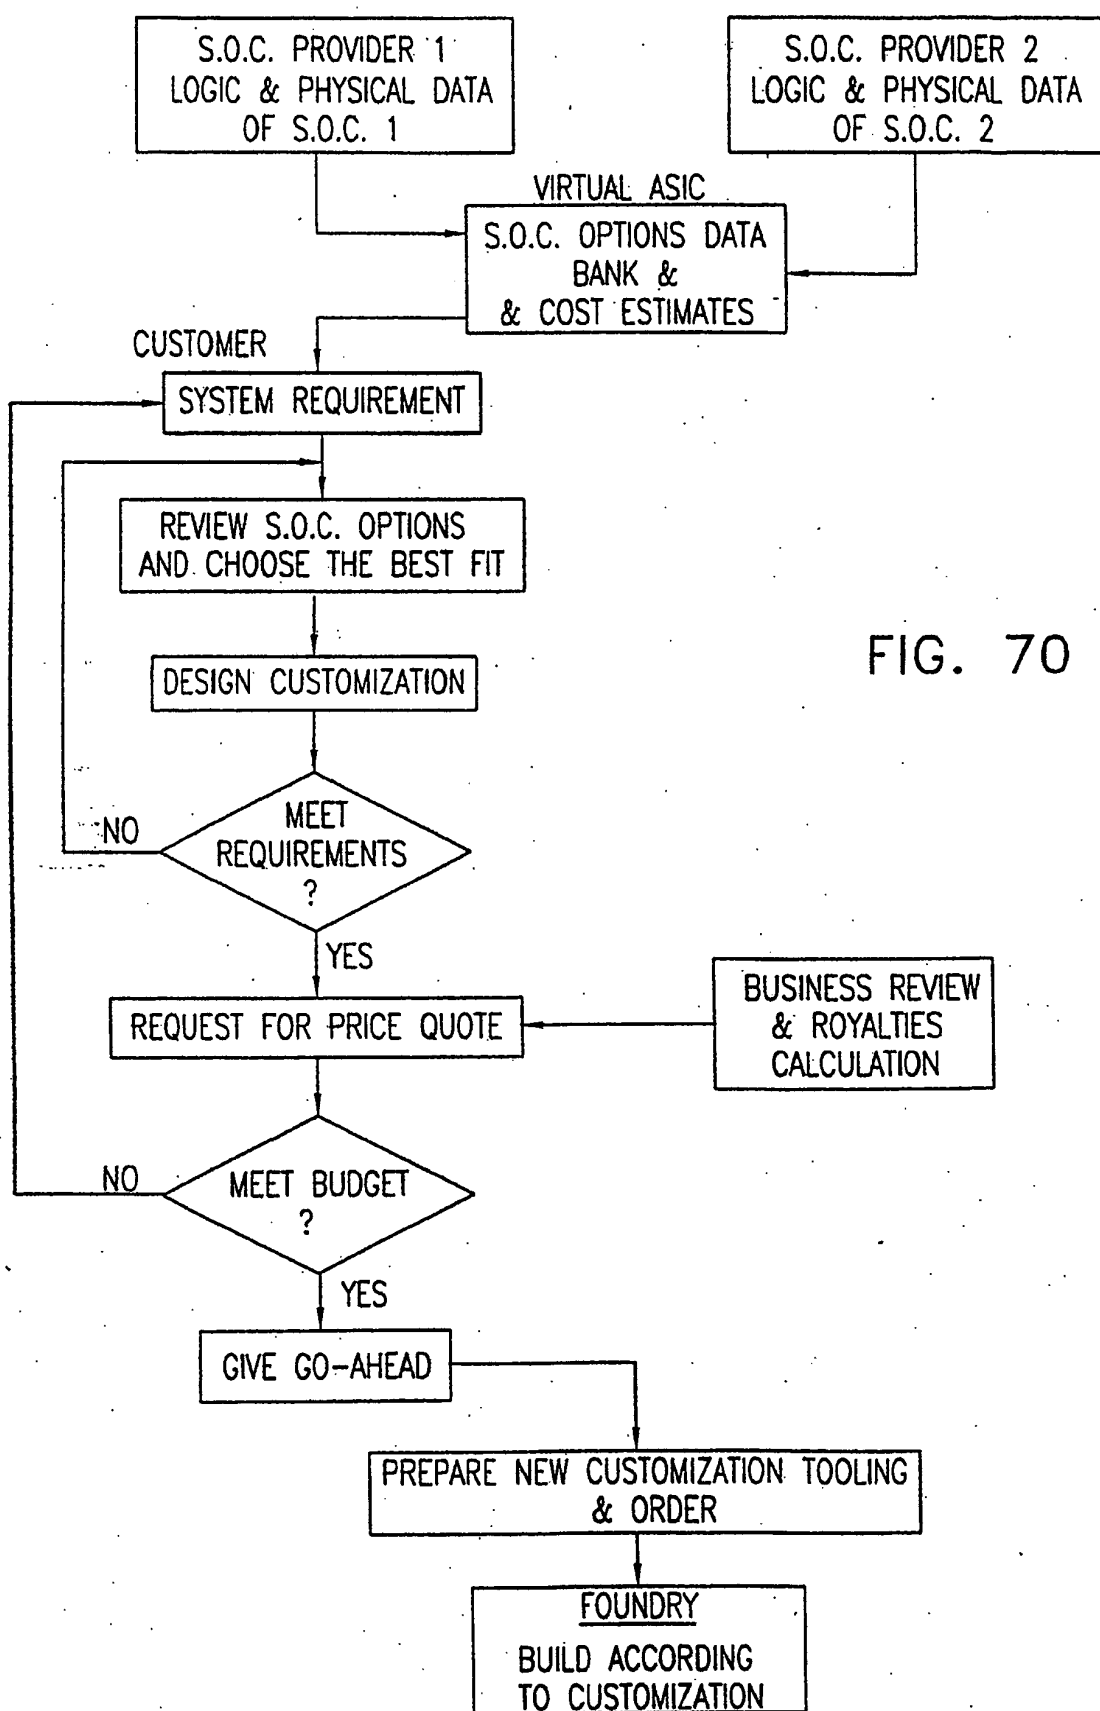 S.O.C. PROVIDER 1
LOGIC & PHYSICAL DATA
OF S.O.C. 1
S.O.C. PROVIDER 2
LOGIC & PHYSICAL DATA
OF S.O.C. 2
VIRTUAL ASIC
S.O.C. OPTIONS DATA
BANK &
& COST ESTIMATES
CUSTOMER
SYSTEM REQUIREMENT
REVIEW S.O.C. OPTIONS
AND CHOOSE THE BEST FIT
FIG. 70
DESIGN CUSTOMIZATION
MEET
REQUIREMENTS
?
NO
YES
REQUEST FOR PRICE QUOTE
BUSINESS REVIEW
& ROYALTIES
CALCULATION
MEET BUDGET
?
NO
YES
GIVE GO-AHEAD
PREPARE NEW CUSTOMIZATION TOOLING
& ORDER
FOUNDRY
BUILD ACCORDING
TO CUSTOMIZATION